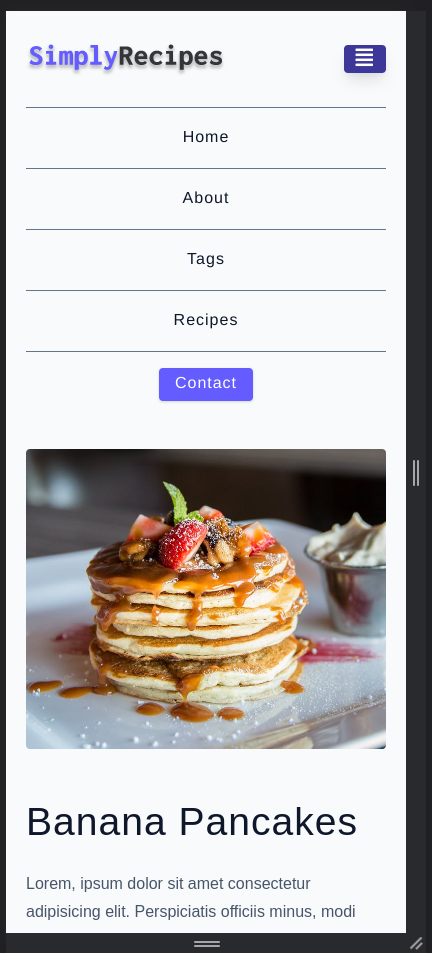 SimplyRecipes
Home
About
Tags
Recipes
Contact
Banana Pancakes
Lorem, ipsum dolor sit amet consectetur
adipisicing elit. Perspiciatis officiis minus, modi